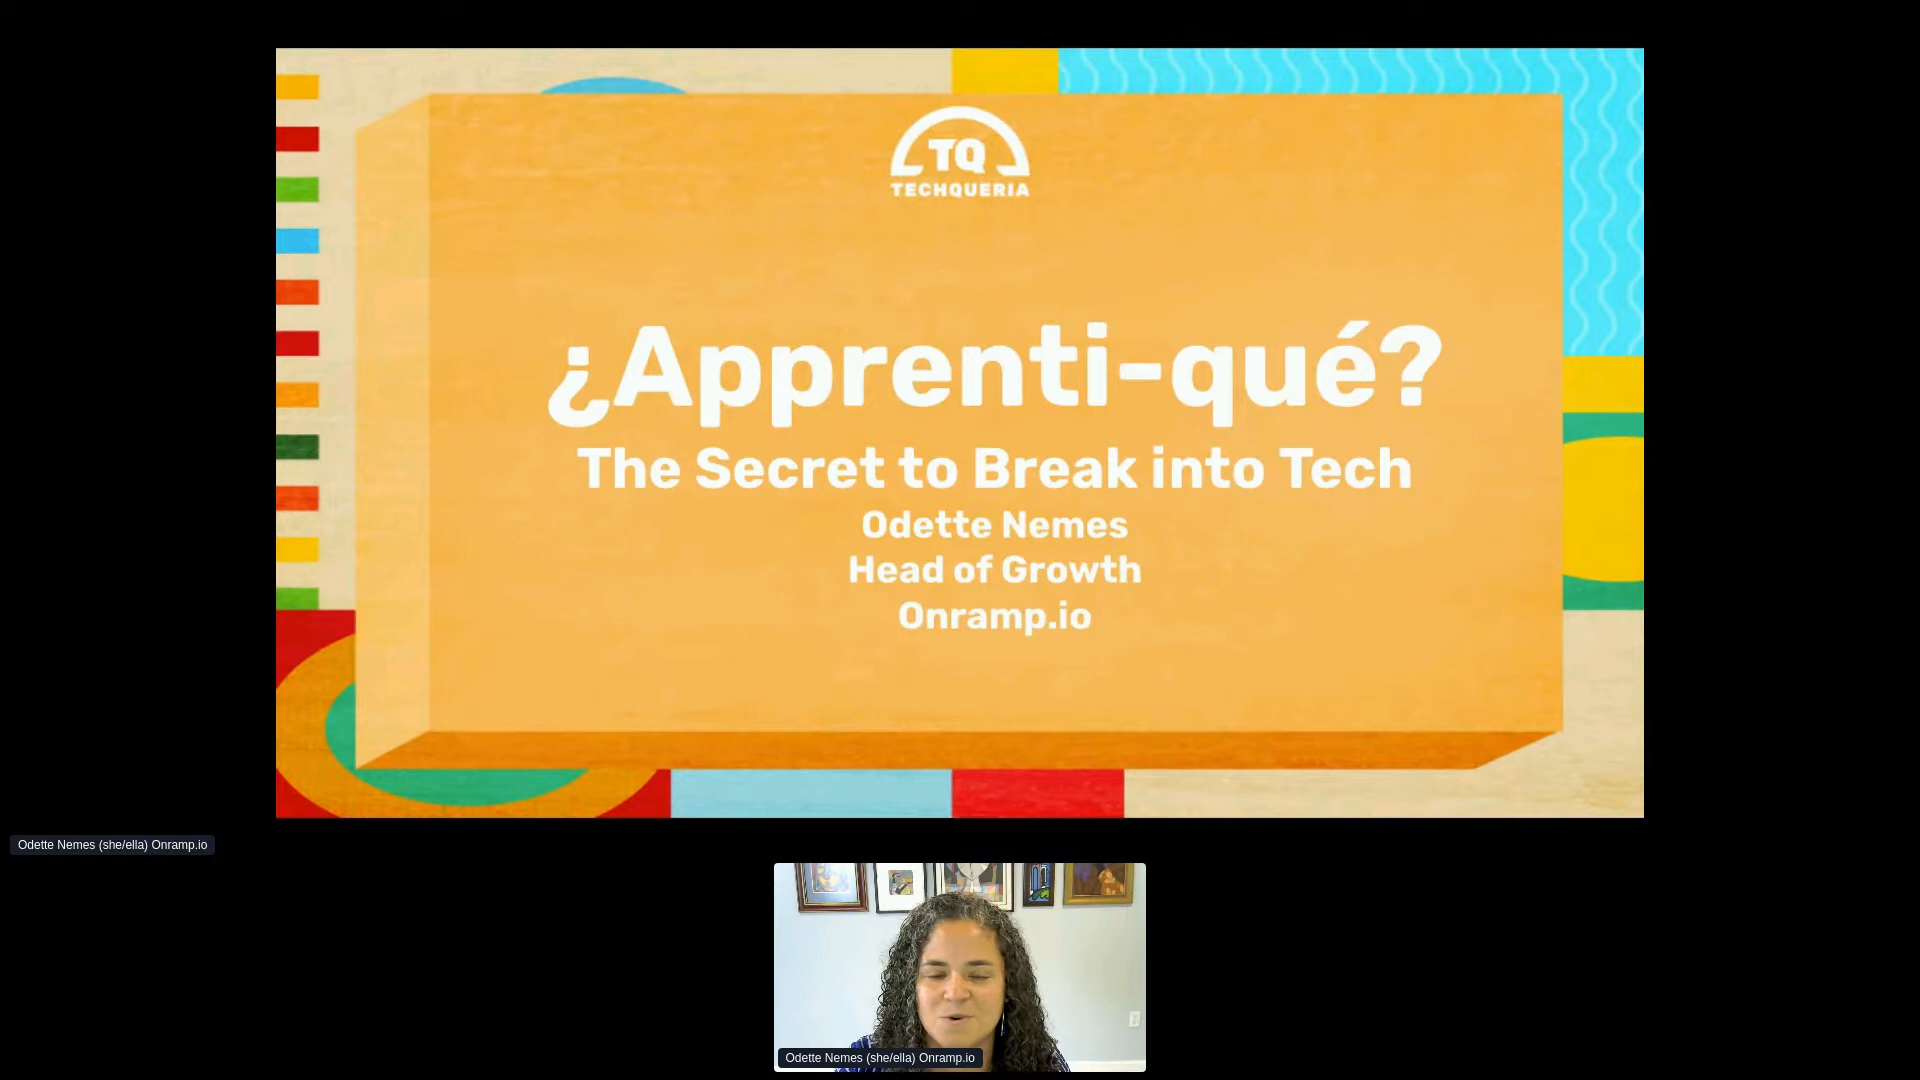 TQ
TECHQUERIA
¿Apprenti-qué?
The Secret to Break into Tech
Odette Nemes
Head of Growth
Onramp.io
Odette Nemes (she/ella) Onramp.io
Odette Nemes (she/ella) Onramp.io